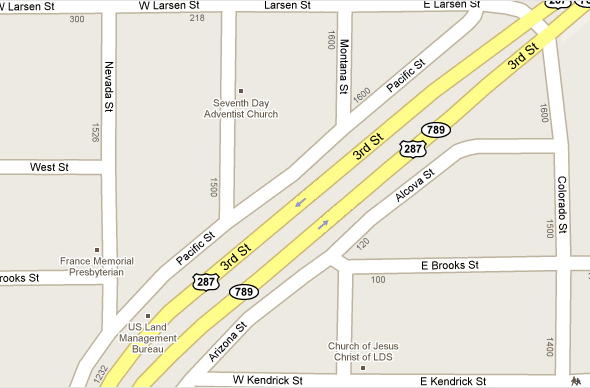 W Larsen St
W Larsen St
Larsen St
E Larsen St
287
300
218
1600
Montana St
Nevada St
Pacific St
3rd St
Seventh Day
Adventist Church
1600
1600
1526
789
3rd St
287
West St
1500
Alcova St
Colorado St
1500
Pacific St
120
France Memorial
Presbyterian
3rd St
E Brooks St
rooks St
287
789
100
US Land
Management
Bureau
Arizona St
1400
Church of Jesus
Christ of LDS
1232
W Kendrick St
E Kendrick St